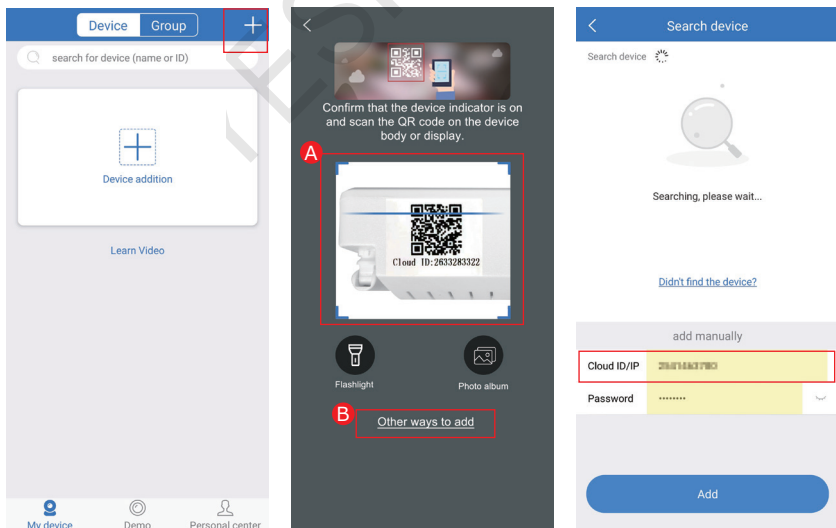 Device Group
search for device (name or ID)
Device addition
Learn Video
My device Demo Personal center
Confirm that the device indicator is on
and scan the QR code on the device
body or display.
A
Cloud ID:2633283322
Flashlight Photo album
B
Other ways to add
Search device
Search device
Searching, please wait...
Didn't find the device?
add manually
Cloud ID/IP
Password ••••••••
Add